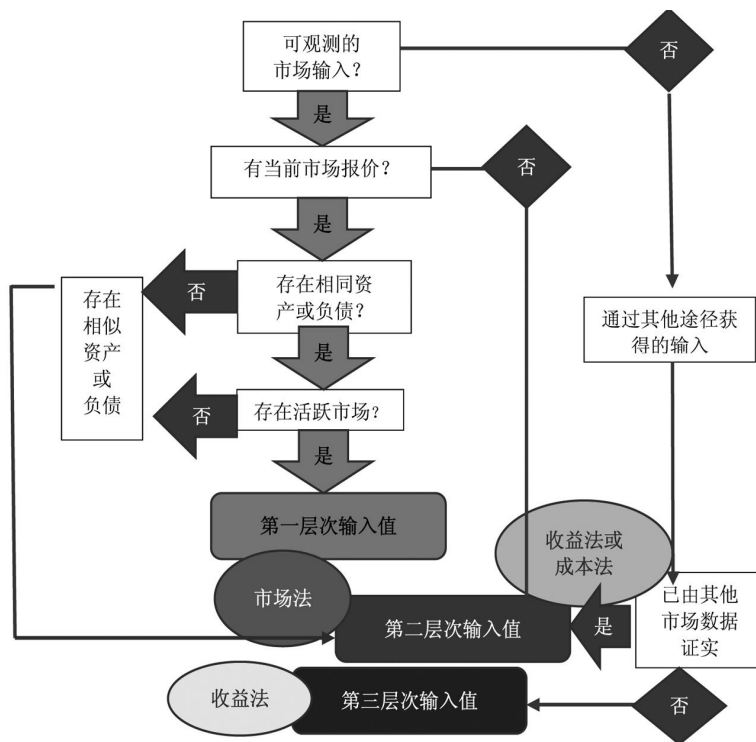 可观测的
市场输入？
否
是
有当前市场报价？
否
是
存在相同资
产或负债？
否
存在
相似
资产
或
负债
通过其他途径获
得的输入
是
存在活跃市场？
否
是
第一层次输入值
收益法或
成本法
市场法
第二层次输入值
是
已由其他
市场数据
证实
收益法
第三层次输入值
否